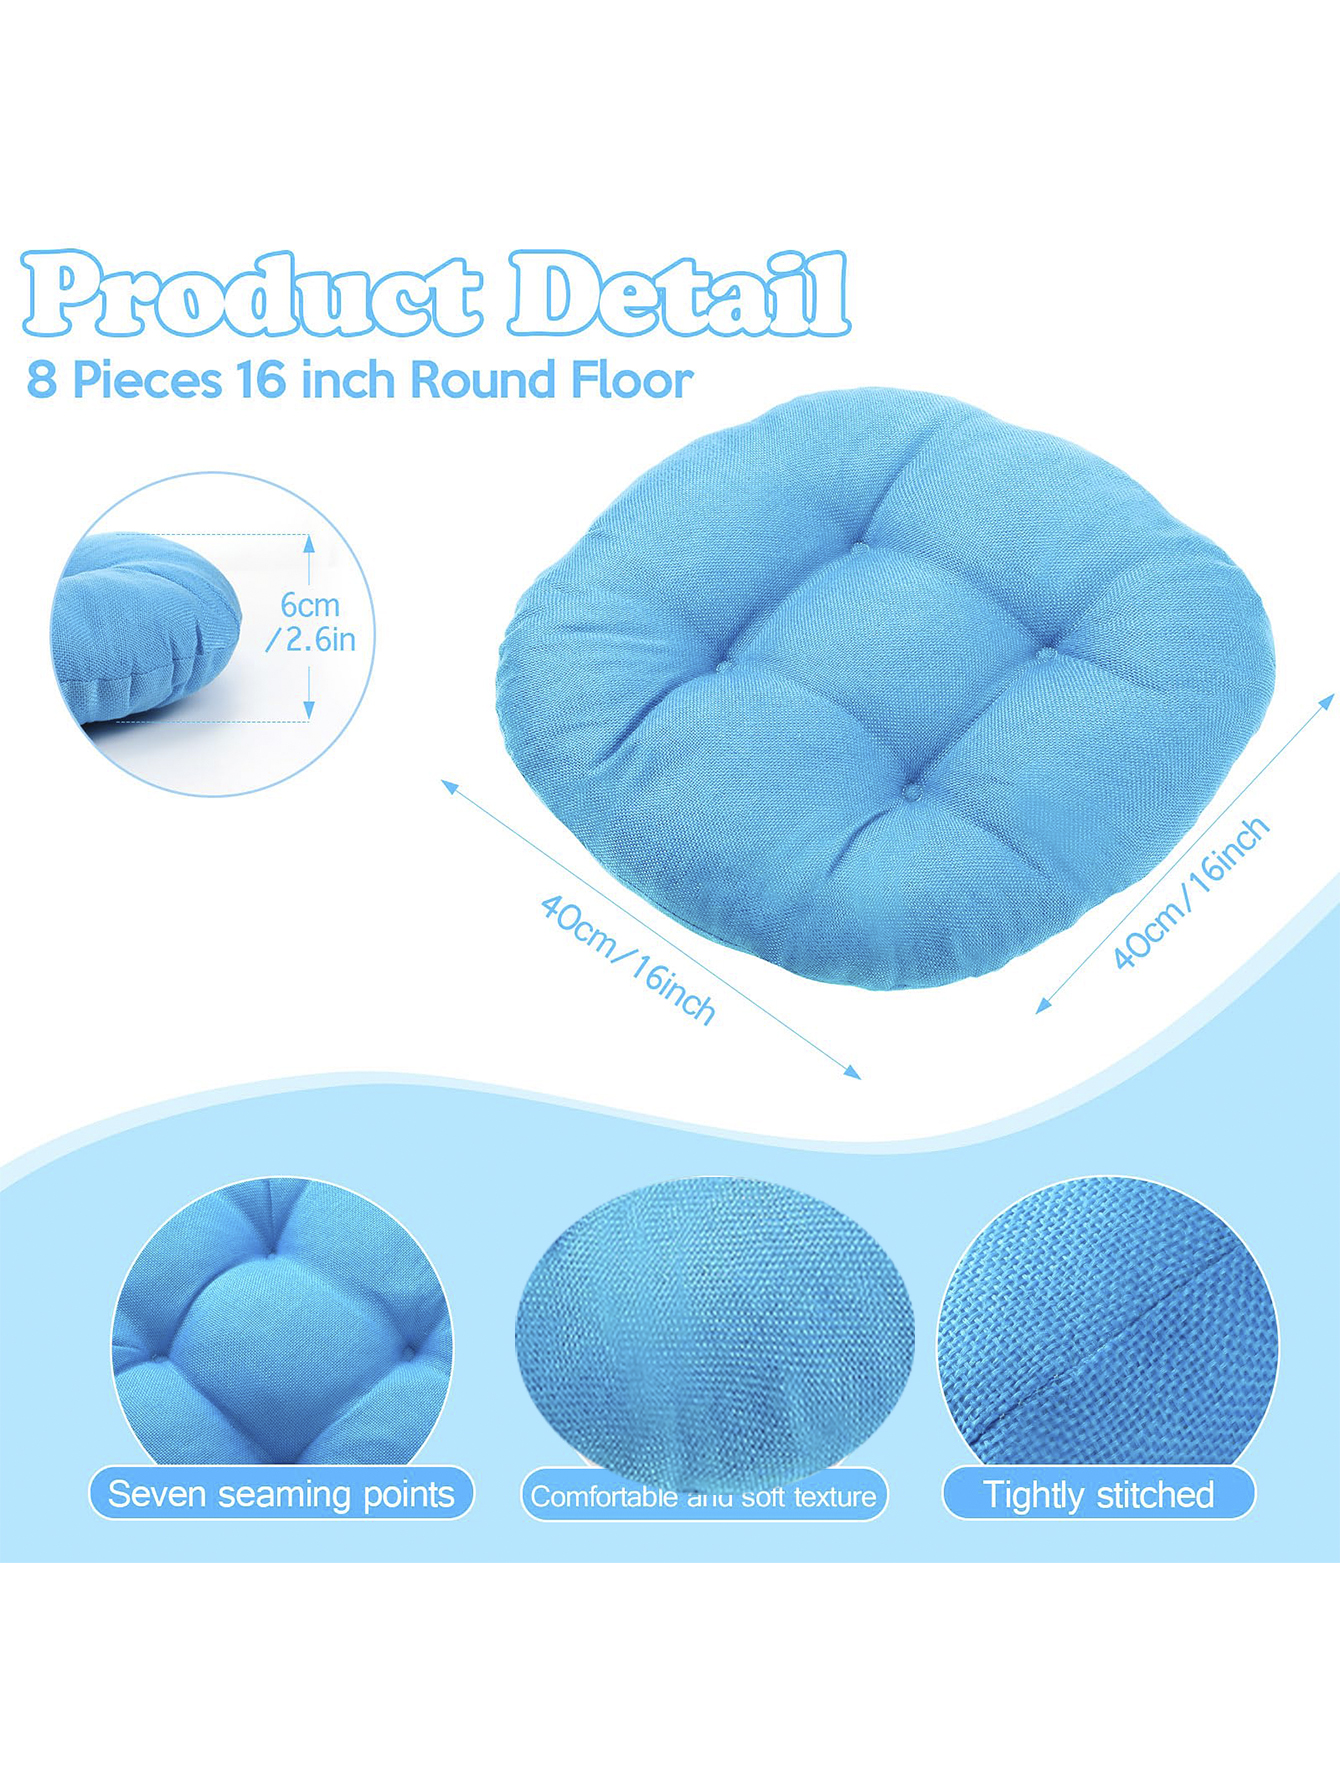 Product Detail
8 Pieces 16 inch Round Floor
6cm
/2.6in
40cm/16inch
40cm/16inch
Seven seaming points
Comfortable and soft texture
Tightly stitched